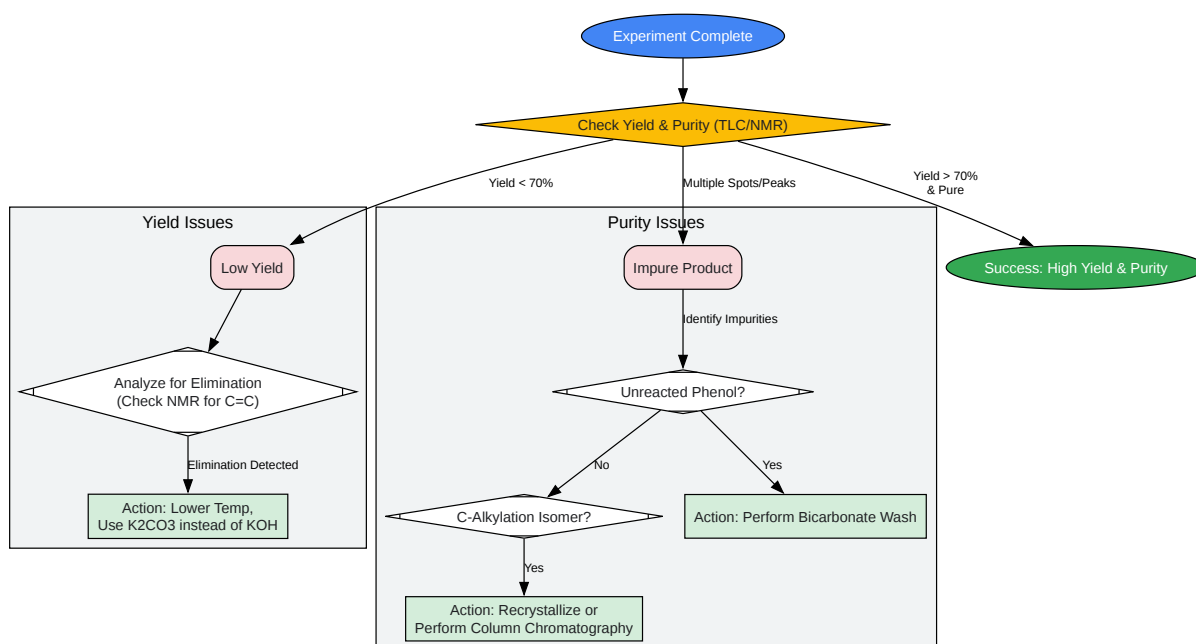 Experiment Complete
Check Yield & Purity (TLC/NMR)
Yield < 70%
Multiple Spots/Peaks
Yield > 70%
& Pure
Yield Issues
Purity Issues
Low Yield
Impure Product
Success: High Yield & Purity
Identify Impurities
Analyze for Elimination
(Check NMR for C=C)
Unreacted Phenol?
Elimination Detected
No
Yes
Action: Lower Temp,
Use K2CO3 instead of KOH
C-Alkylation Isomer?
Action: Perform Bicarbonate Wash
Yes
Action: Recrystallize or
Perform Column Chromatography